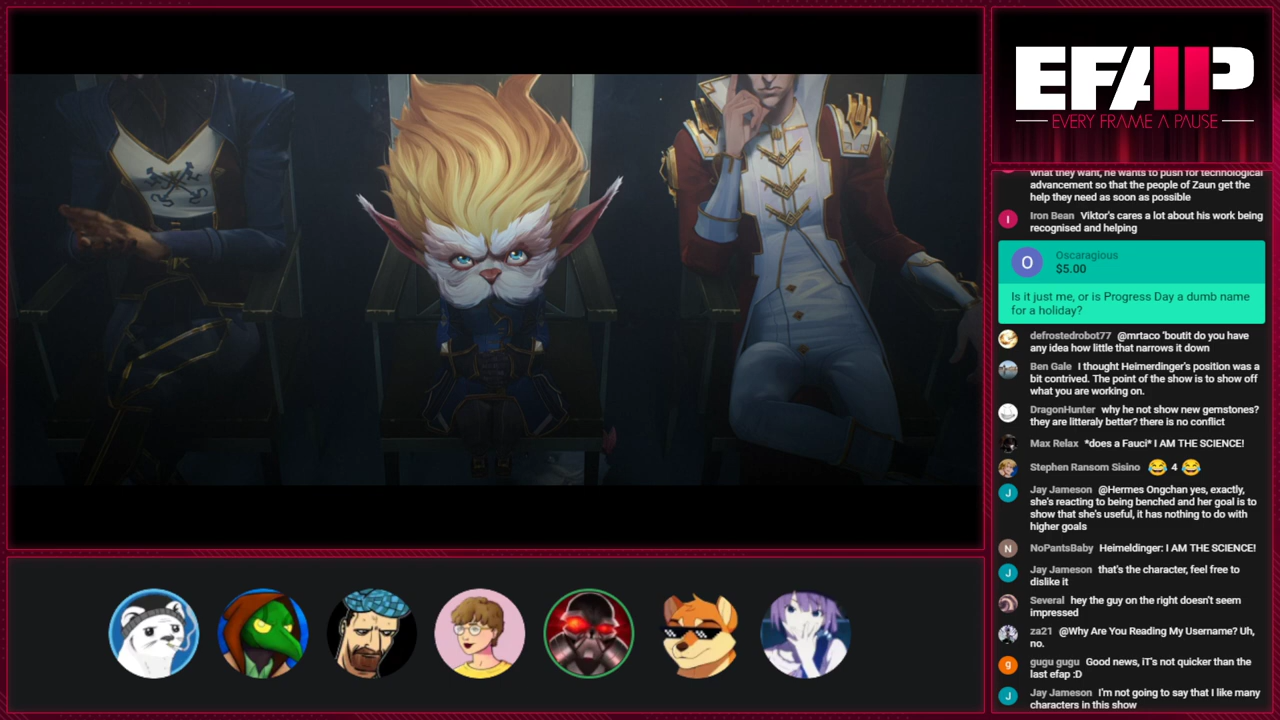 EFAP
EVERY FRAME A PAUSE
what they want, he wants to push for technological
advancement so that the people of Zaun get the
help they need as soon as possible
I
Iron Bean Viktor's cares a lot about his work being
recognised and helping
O
Oscaragious
$5.00
Is it just me, or is Progress Day a dumb name
for a holiday?
defrostedrobot77 @mrtaco 'boutit do you have
any idea how little that narrows it down
Ben Gale I thought Heimerdinger's position was a
bit contrived. The point of the show is to show off
what you are working on.
DragonHunter why he not show new gemstones?
they are litteraly better? there is no conflict
Max Relax *does a Fauci* I AM THE SCIENCE!
Stephen Ransom Sisino 😂 4 😂
J
Jay Jameson @Hermes Ongchan yes, exactly,
she's reacting to being benched and her goal is to
show that she's useful, it has nothing to do with
higher goals
N
NoPantsBaby Heimeldinger: I AM THE SCIENCE!
J
Jay Jameson that's the character, feel free to
dislike it
Several hey the guy on the right doesn't seem
impressed
za21 @Why Are You Reading My Username? Uh,
no.
g
gugu gugu Good news, iT's not quicker than the
last efap :D
J
Jay Jameson I'm not going to say that I like many
characters in this show